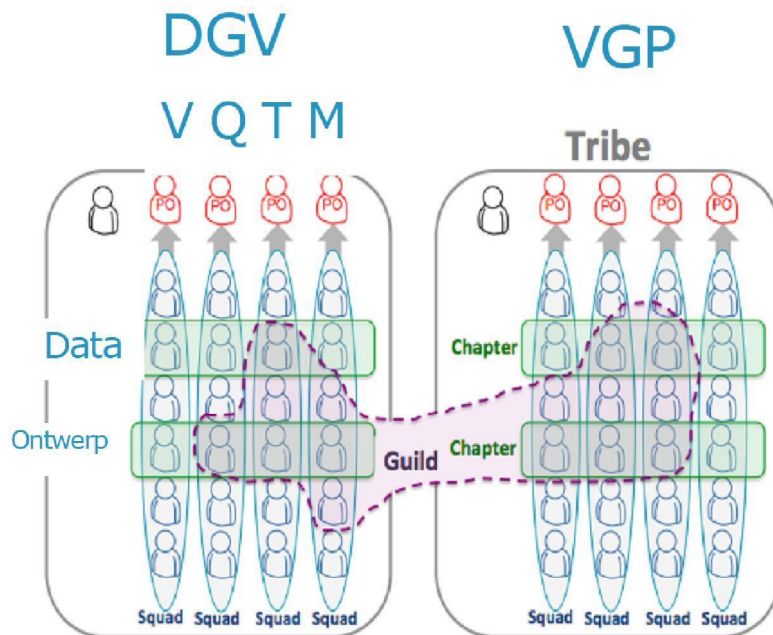 DGV VGP
V Q T M
Tribe
PO PO PO PO PO PO PO PO
Data Chapter
Ontwerp Guild Chapter
Squad Squad Squad Squad Squad Squad Squad Squad